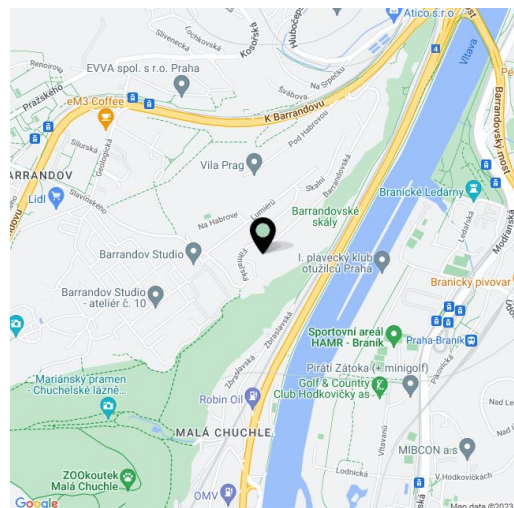 Atico s.r.o
Slivenecká
Lochkovská
Kosořská
Hlubočepská
4
Vltava
Renoirova
Pražského
EVVA spol. s r.o. Praha
Na Srpečku
Švábova
K Barrandovu
Barrandovský most
eM3 Coffee
Silurská
Geologická
Pod Habrovou
Vila Prag
Skalní
Barrandovská
BARRANDOV
Lidl
Slavínského
Lumiérů
Na Habrové
Barrandovské
skály
Branické Ledárny
Ledařská
Modřanská
Barrandov Studio
Filmařská
I. plavecký klub
otužilců Praha
Branický pivovar
Barrandov Studio
- ateliér č. 10
Zbraslavská
Sportovní areál
HAMR - Braník
Praha-Braník
Pikovická
Mariánský pramen
- Chuchelské lázně...
Zbraslavská
Piráti Zátoka (+ minigolf)
Golf & Country
Club Hodkovičky as
Robin Oil
Vltavanů
Nad Le
MALÁ CHUCHLE
MIBCON a.s
ZOOkoutek
Malá Chuchle
Lodnická
V Hodkovičkách
OMV
Google
Map data ©2023